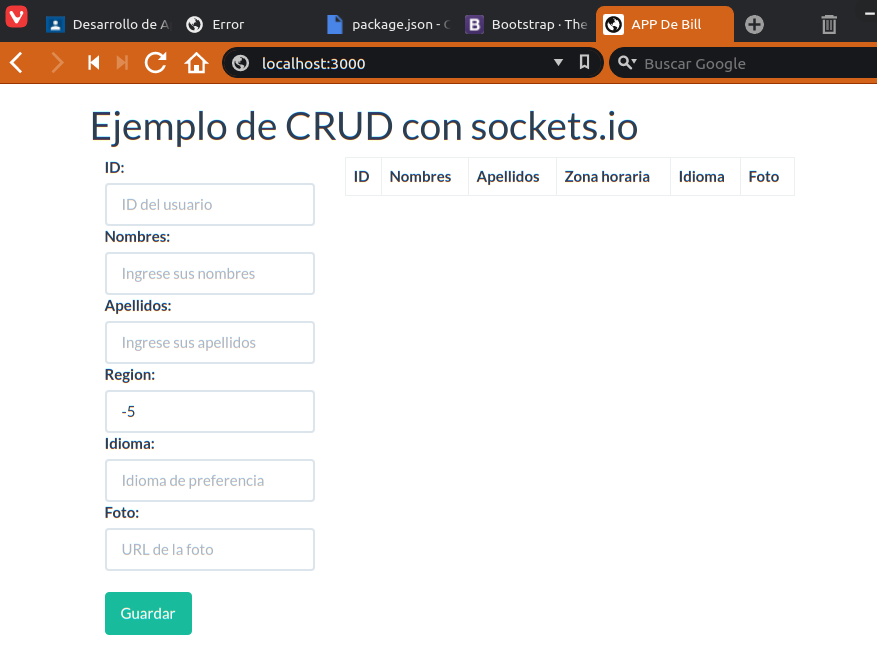 Desarrollo de A
Error
package.json - C
B Bootstrap · The
APP De Bill
localhost:3000
Buscar Google
Ejemplo de CRUD con sockets.io
ID:
ID del usuario
Nombres:
Ingrese sus nombres
Apellidos:
Ingrese sus apellidos
Region:
-5
Idioma:
Idioma de preferencia
Foto:
URL de la foto
Guardar
ID Nombres Apellidos Zona horaria Idioma Foto